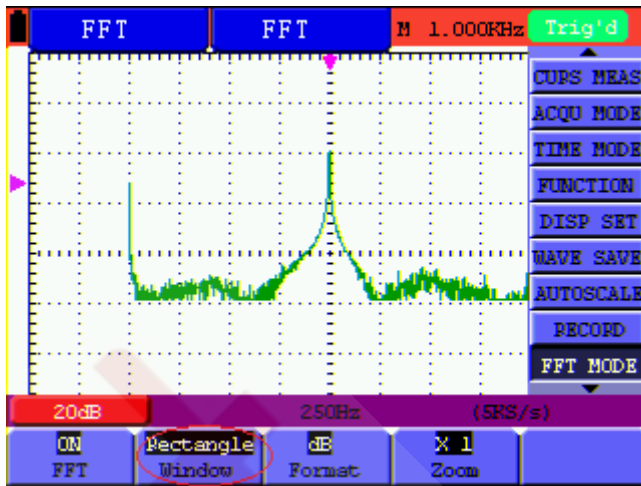 FFT FFT M 1.000KHz Trig'd
CURS MEAS
ACQU MODE
TIME MODE
FUNCTION
DISP SET
WAVE SAVE
AUTOSCALE
RECORD
FFT MODE
20dB 250Hz (5KS/s)
ON Rectangle dB X 1
FFT Window Format Zoom